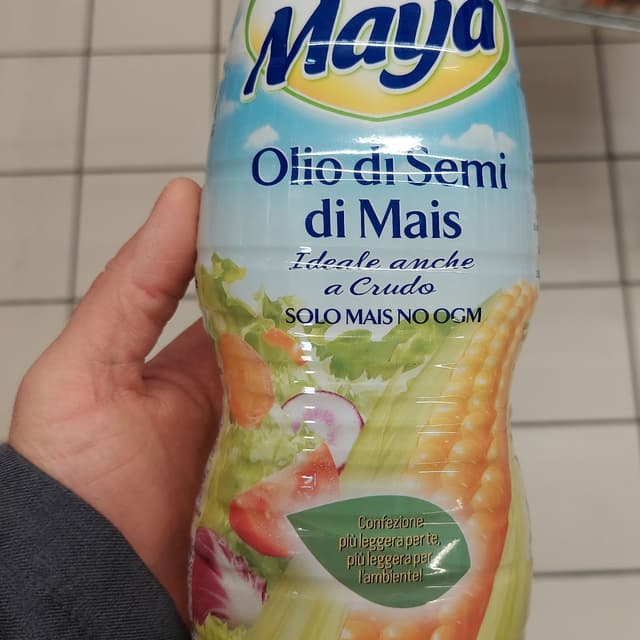 Maya
Olio di Semi
di Mais
Ideale anche
a Crudo
SOLO MAIS NO OGM
Confezione
più leggera per te,
più leggera per
l'ambiente!